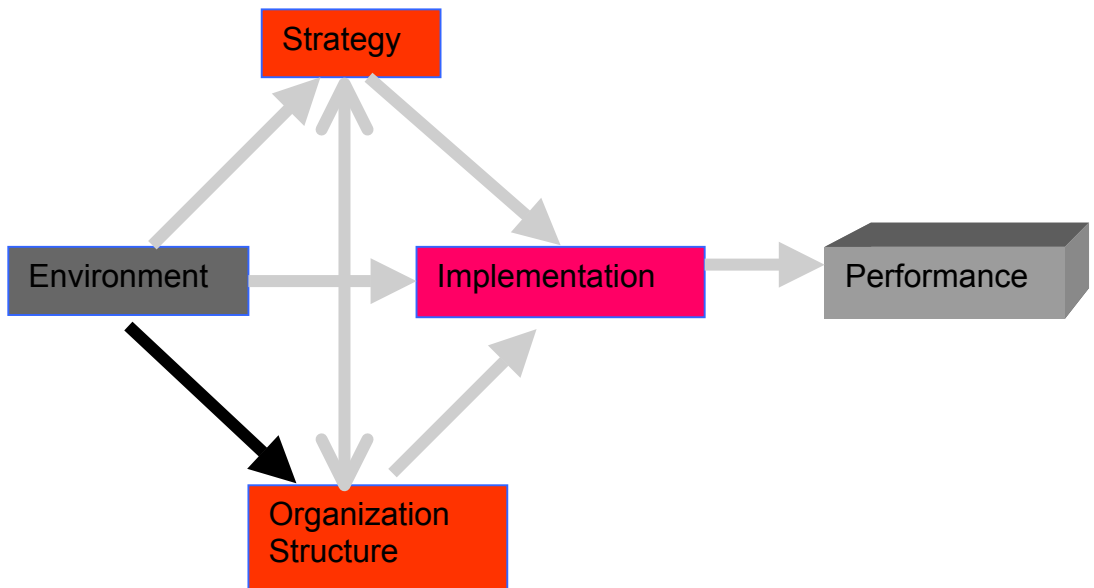 Strategy
Environment
Implementation
Performance
Organization
Structure